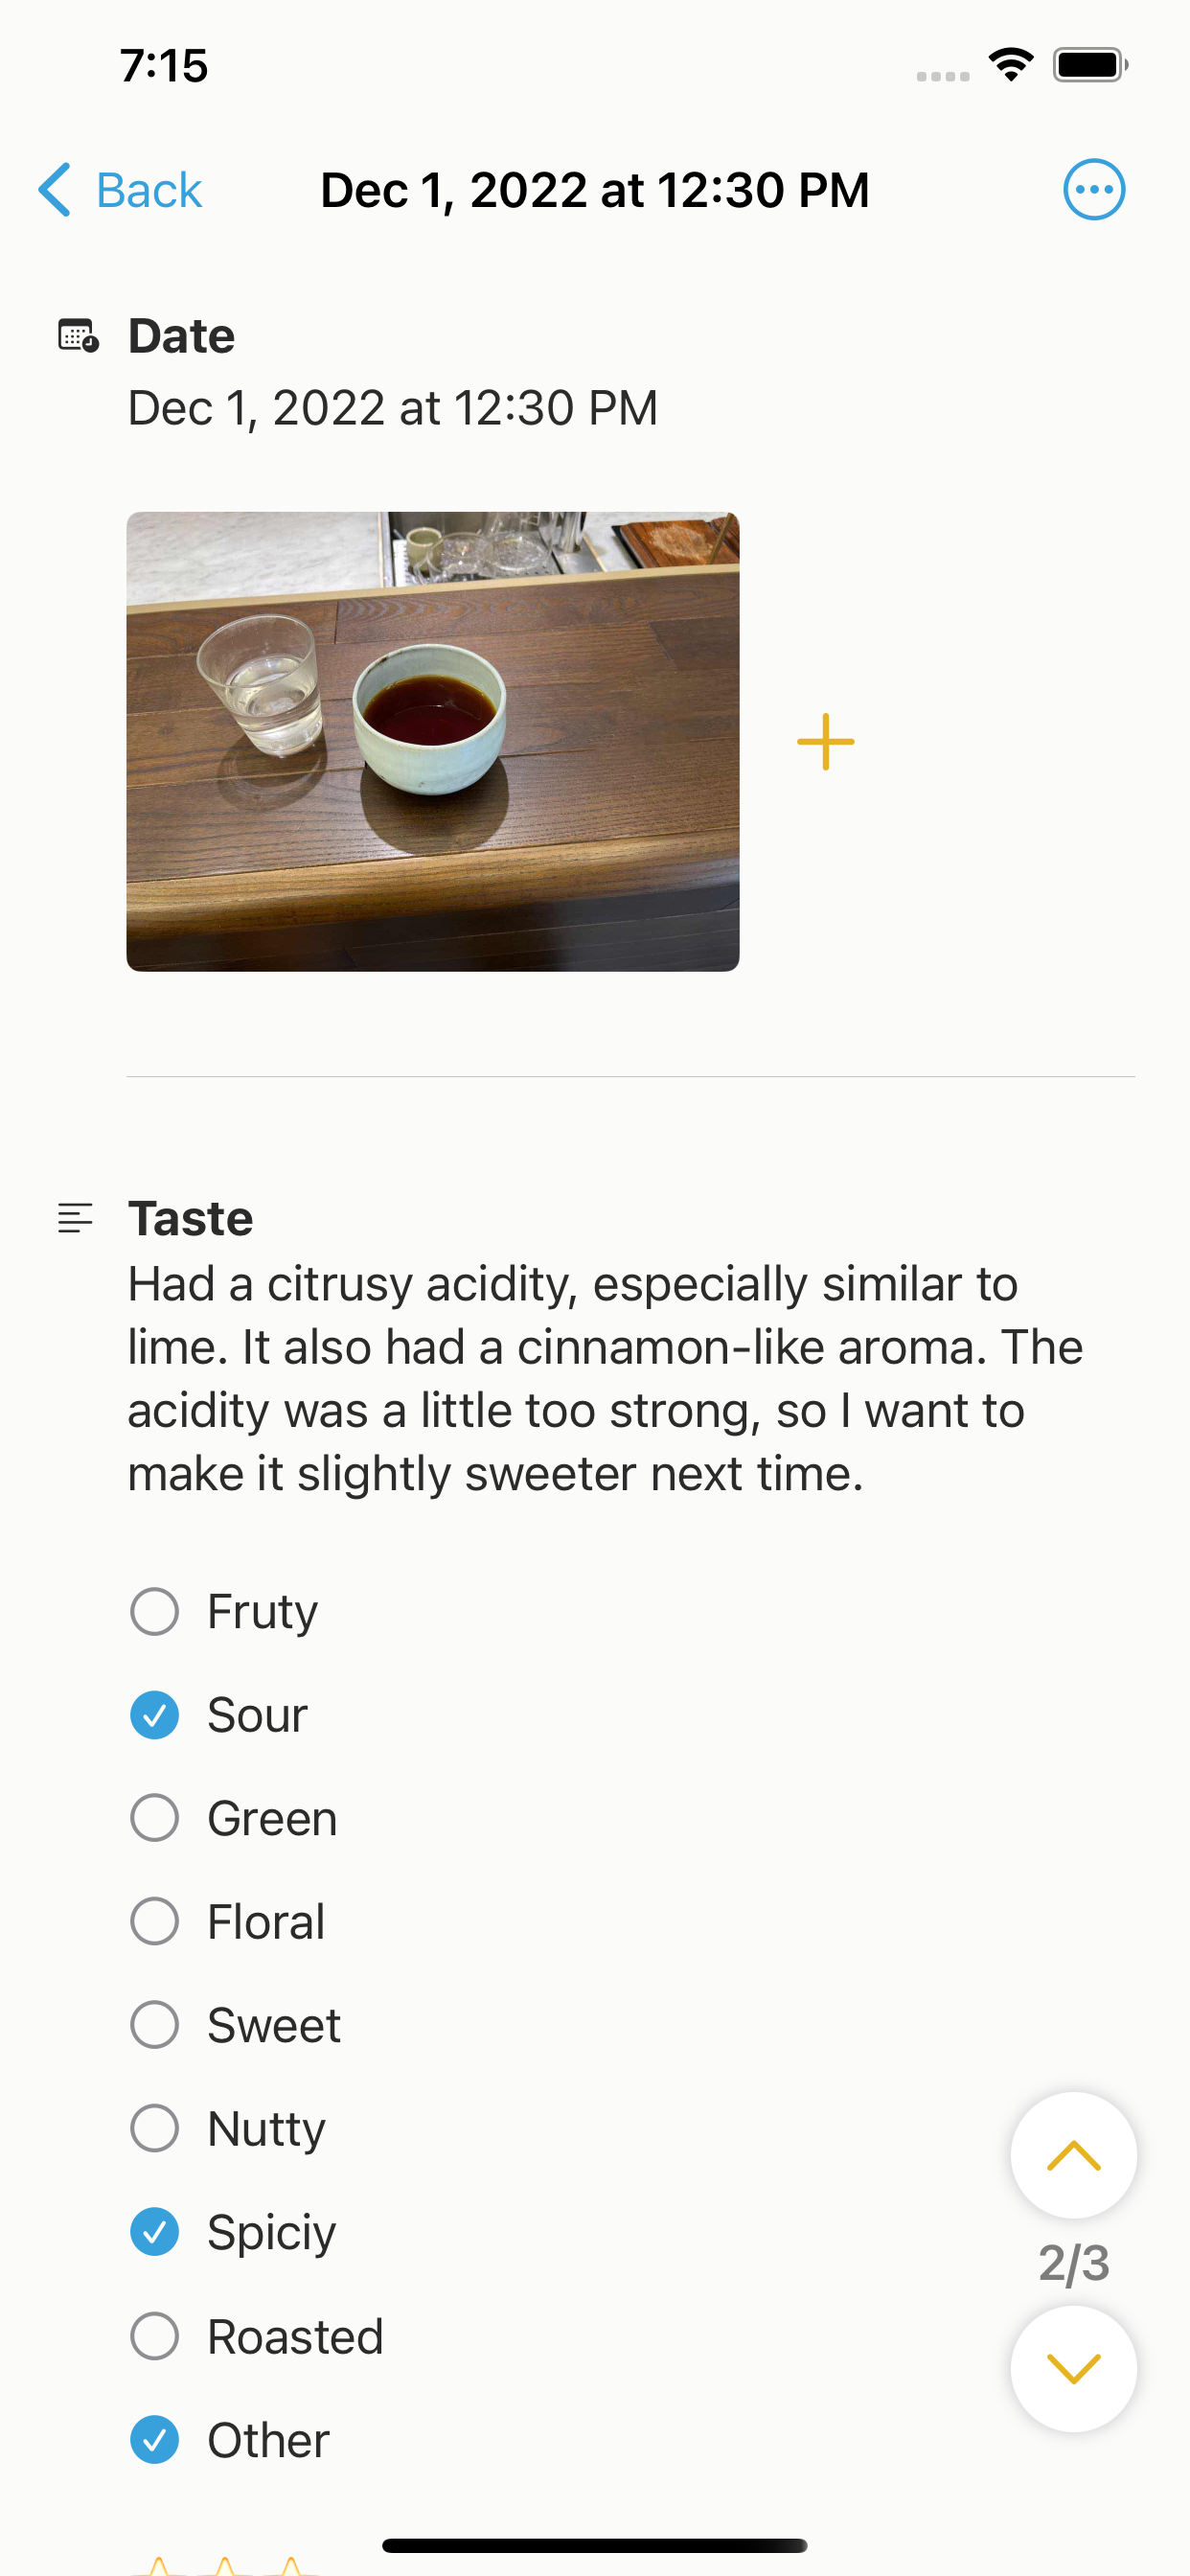 7:15
Back
Dec 1, 2022 at 12:30 PM
Date
Dec 1, 2022 at 12:30 PM
Taste
Had a citrusy acidity, especially similar to
lime. It also had a cinnamon-like aroma. The
acidity was a little too strong, so I want to
make it slightly sweeter next time.
Fruty
Sour
Green
Floral
Sweet
Nutty
Spiciy
2/3
Roasted
Other